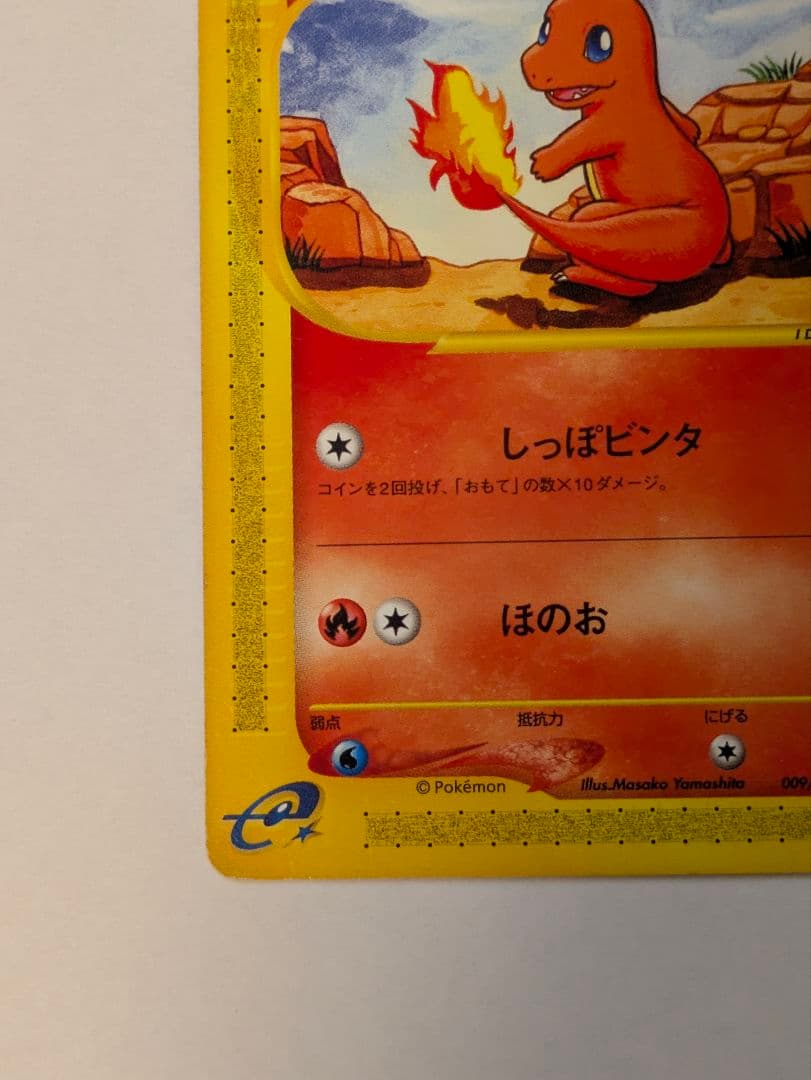 しっぽビンタ
コインを2回投げ、「おもて」の数×10ダメージ。
ほのお
弱点 抵抗力 にげる
© Pokémon Illus.Masako Yamashita 009
e